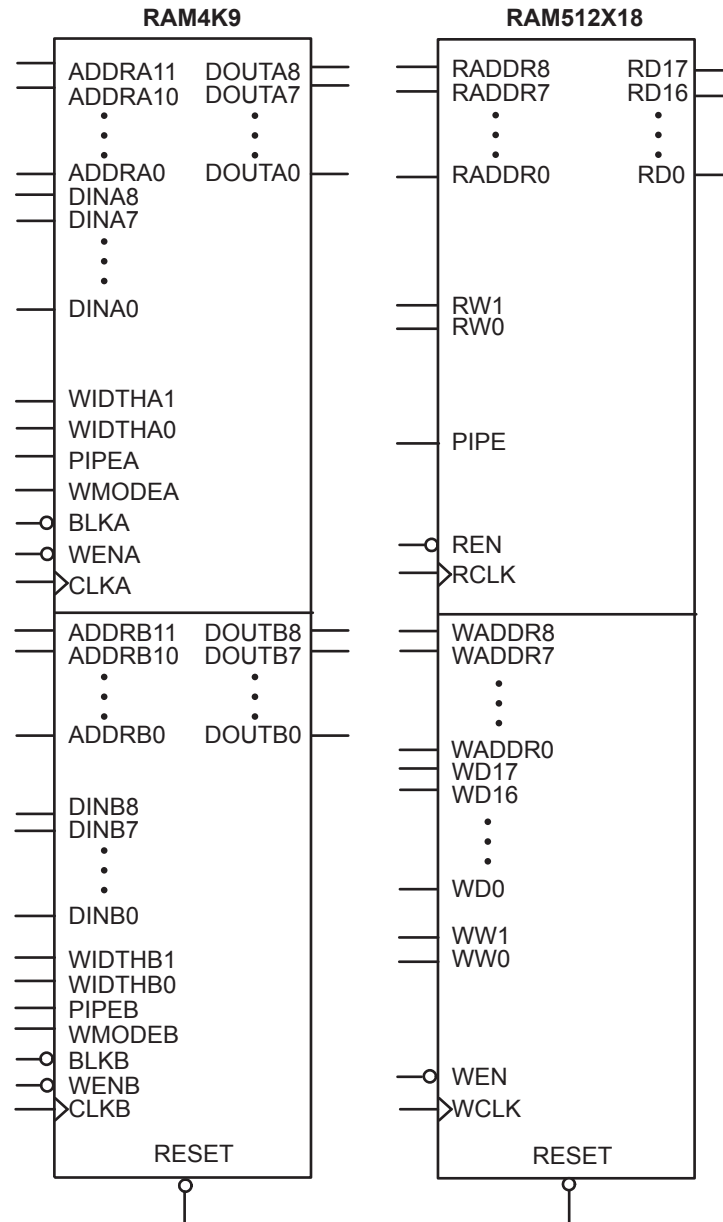 RAM4K9
ADDRA11 DOUTA8
ADDRA10 DOUTA7
ADDRA0 DOUTA0
DINA8
DINA7
DINA0
WIDTHA1
WIDTHA0
PIPEA
WMODEA
BLKA
WENA
CLKA
ADDRB11 DOUTB8
ADDRB10 DOUTB7
ADDRB0 DOUTB0
DINB8
DINB7
DINB0
WIDTHB1
WIDTHB0
PIPEB
WMODEB
BLKB
WENB
CLKB
RESET
RAM512X18
RADDR8 RD17
RADDR7 RD16
RADDR0 RD0
RW1
RW0
PIPE
REN
RCLK
WADDR8
WADDR7
WADDR0
WD17
WD16
WD0
WW1
WW0
WEN
WCLK
RESET